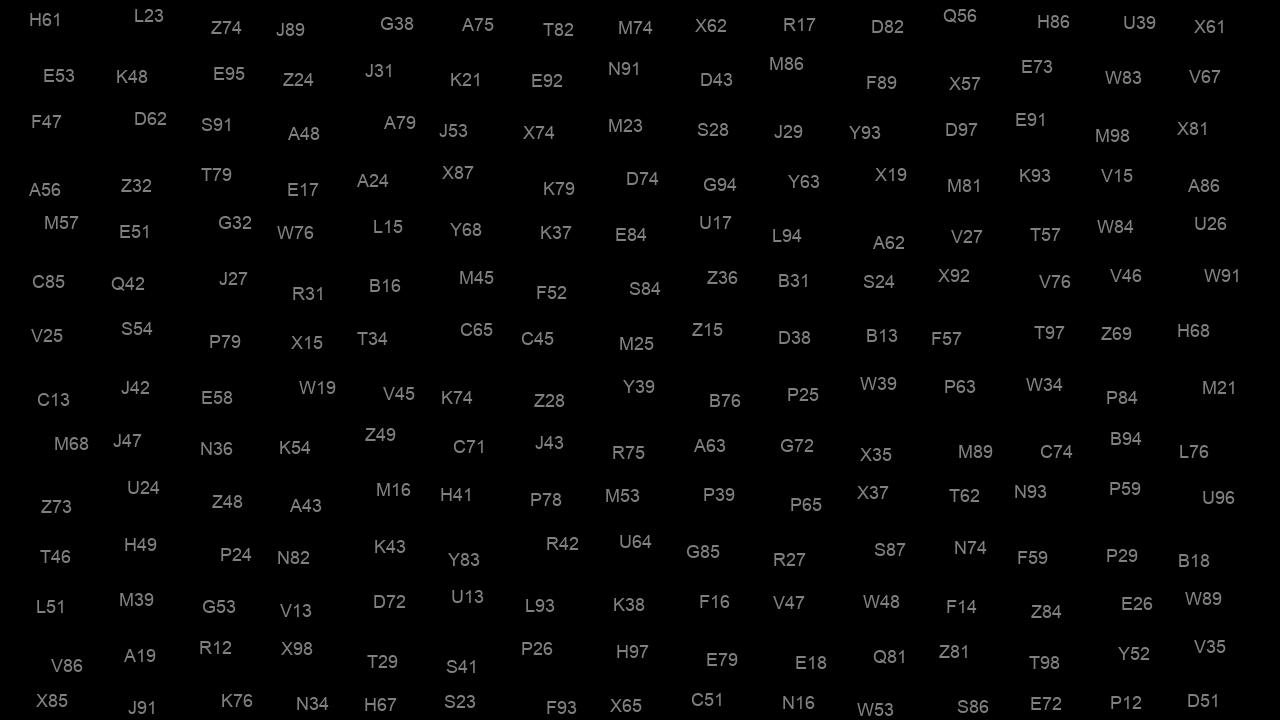 H61 L23 Z74 J89 G38 A75 T82 M74 X62 R17 D82 Q56 H86 U39 X61
E53 K48 E95 Z24 J31 K21 E92 N91 D43 M86 F89 X57 E73 W83 V67
F47 D62 S91 A48 A79 J53 X74 M23 S28 J29 Y93 D97 E91 M98 X81
A56 Z32 T79 E17 A24 X87 K79 D74 G94 Y63 X19 M81 K93 V15 A86
M57 E51 G32 W76 L15 Y68 K37 E84 U17 L94 A62 V27 T57 W84 U26
C85 Q42 J27 R31 B16 M45 F52 S84 Z36 B31 S24 X92 V76 V46 W91
V25 S54 P79 X15 T34 C65 C45 M25 Z15 D38 B13 F57 T97 Z69 H68
C13 J42 E58 W19 V45 K74 Z28 Y39 B76 P25 W39 P63 W34 P84 M21
M68 J47 N36 K54 Z49 C71 J43 R75 A63 G72 X35 M89 C74 B94 L76
Z73 U24 Z48 A43 M16 H41 P78 M53 P39 P65 X37 T62 N93 P59 U96
T46 H49 P24 N82 K43 Y83 R42 U64 G85 R27 S87 N74 F59 P29 B18
L51 M39 G53 V13 D72 U13 L93 K38 F16 V47 W48 F14 Z84 E26 W89
V86 A19 R12 X98 T29 S41 P26 H97 E79 E18 Q81 Z81 T98 Y52 V35
X85 J91 K76 N34 H67 S23 F93 X65 C51 N16 W53 S86 E72 P12 D51